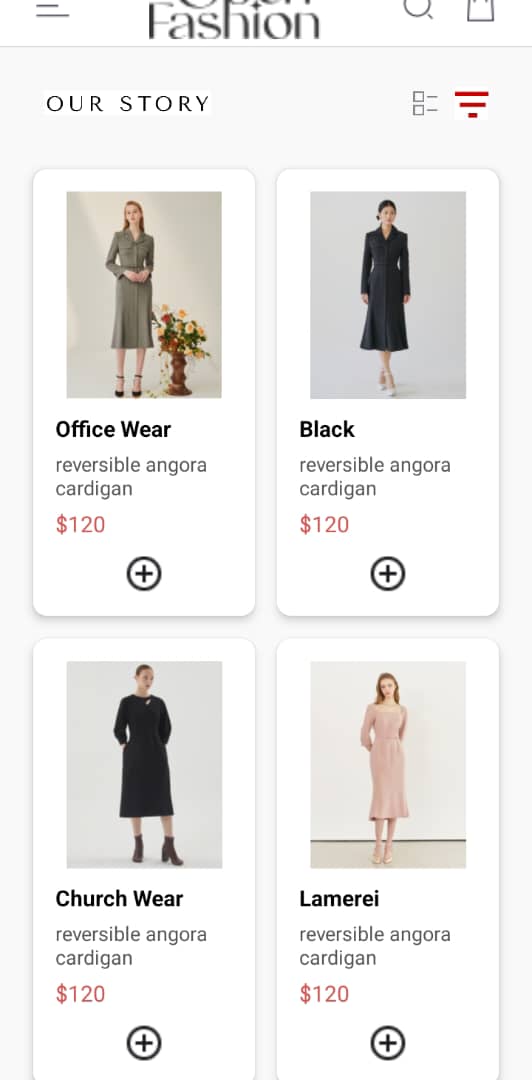 Open
Fashion
OUR STORY
Office Wear
reversible angora
cardigan
$120
Black
reversible angora
cardigan
$120
Church Wear
reversible angora
cardigan
$120
Lamerei
reversible angora
cardigan
$120